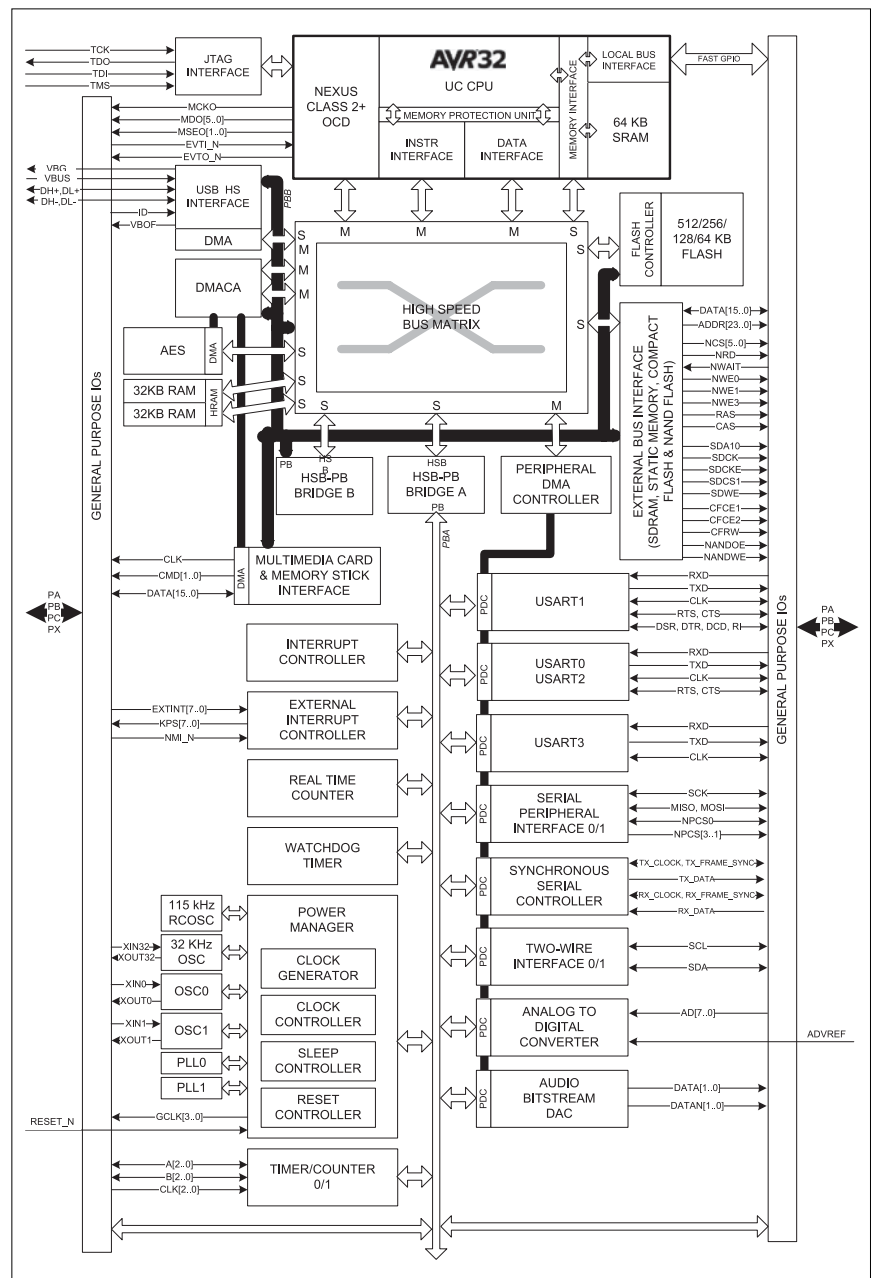 TCK
TDO
TDI
TMS
JTAG
INTERFACE
NEXUS
CLASS 2+
OCD
AVR32
UC CPU
MEMORY PROTECTION UNIT
INSTR
INTERFACE
DATA
INTERFACE
MEMORY INTERFACE
LOCAL BUS
INTERFACE
64 KB
SRAM
FAST GPIO
MCKO
MDO[5..0]
MSEO[1..0]
EVTI_N
EVTO_N
VBG
VBUS
DH+,DL+
DH-,DL-
ID
VBOF
USB HS
INTERFACE
DMA
PBB
DMACA
AES
DMA
32KB RAM
32KB RAM
HRAM
M
M
M
S
S
M
M
M
S
S
S
S
S
S
S
M
HIGH SPEED
BUS MATRIX
FLASH
CONTROLLER
512/256/
128/64 KB
FLASH
EXTERNAL BUS INTERFACE
(SDRAM, STATIC MEMORY, COMPACT
FLASH & NAND FLASH)
DATA[15..0]
ADDR[23..0]
NCS[5..0]
NRD
NWAIT
NWE0
NWE1
NWE3
RAS
CAS
SDA10
SDCK
SDCKE
SDCS1
SDWE
CFCE1
CFCE2
CFRW
NANDOE
NANDWE
GENERAL PURPOSE IOs
GENERAL PURPOSE IOs
PB
HS
B
HSB-PB
BRIDGE B
HSB
HSB-PB
BRIDGE A
PB
PBA
PERIPHERAL
DMA
CONTROLLER
CLK
CMD[1..0]
DATA[15..0]
DMA
MULTIMEDIA CARD
& MEMORY STICK
INTERFACE
PA
PB
PC
PX
PA
PB
PC
PX
PDC
USART1
RXD
TXD
CLK
RTS, CTS
DSR, DTR, DCD, RI
INTERRUPT
CONTROLLER
PDC
USART0
USART2
RXD
TXD
CLK
RTS, CTS
EXTINT[7..0]
KPS[7..0]
NMI_N
EXTERNAL
INTERRUPT
CONTROLLER
PDC
USART3
RXD
TXD
CLK
REAL TIME
COUNTER
PDC
SERIAL
PERIPHERAL
INTERFACE 0/1
SCK
MISO, MOSI
NPCS0
NPCS[3..1]
WATCHDOG
TIMER
PDC
SYNCHRONOUS
SERIAL
CONTROLLER
TX_CLOCK, TX_FRAME_SYNC
TX_DATA
RX_CLOCK, RX_FRAME_SYNC
RX_DATA
115 kHz
RCOSC
XIN32
XOUT32
32 KHz
OSC
XIN0
XOUT0
OSC0
XIN1
XOUT1
OSC1
PLL0
PLL1
POWER
MANAGER
CLOCK
GENERATOR
CLOCK
CONTROLLER
SLEEP
CONTROLLER
RESET
CONTROLLER
GCLK[3..0]
RESET_N
PDC
TWO-WIRE
INTERFACE 0/1
SCL
SDA
PDC
ANALOG TO
DIGITAL
CONVERTER
AD[7..0]
ADVREF
PDC
AUDIO
BITSTREAM
DAC
DATA[1..0]
DATAN[1..0]
A[2..0]
B[2..0]
CLK[2..0]
TIMER/COUNTER
0/1